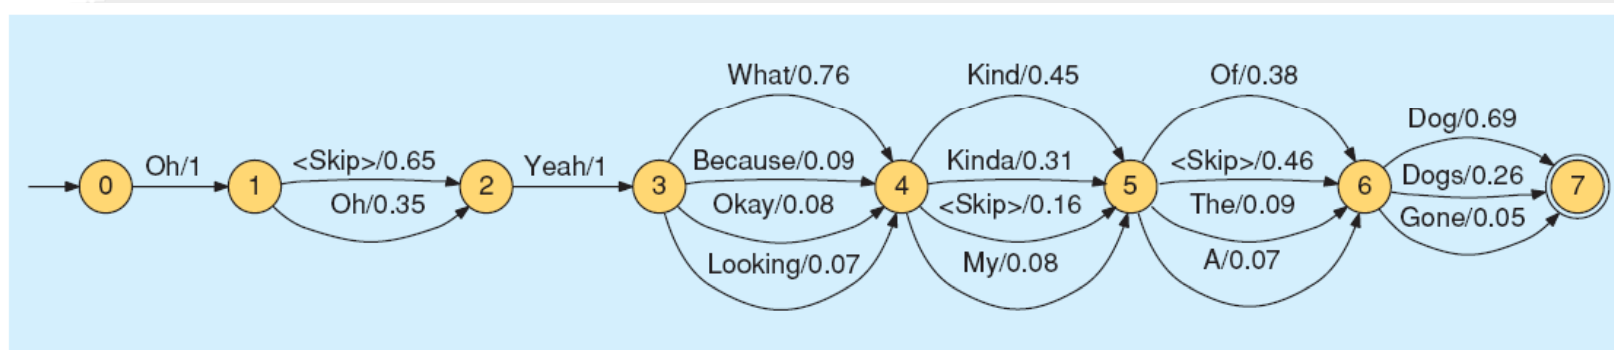 What/0.76 Kind/0.45 Of/0.38
Dog/0.69
Oh/1 <Skip>/0.65 Yeah/1 Because/0.09 Kinda/0.31 <Skip>/0.46 Dogs/0.26
0 1 2 3 4 5 6 7
Oh/0.35 Okay/0.08 <Skip>/0.16 The/0.09 Gone/0.05
Looking/0.07 My/0.08 A/0.07